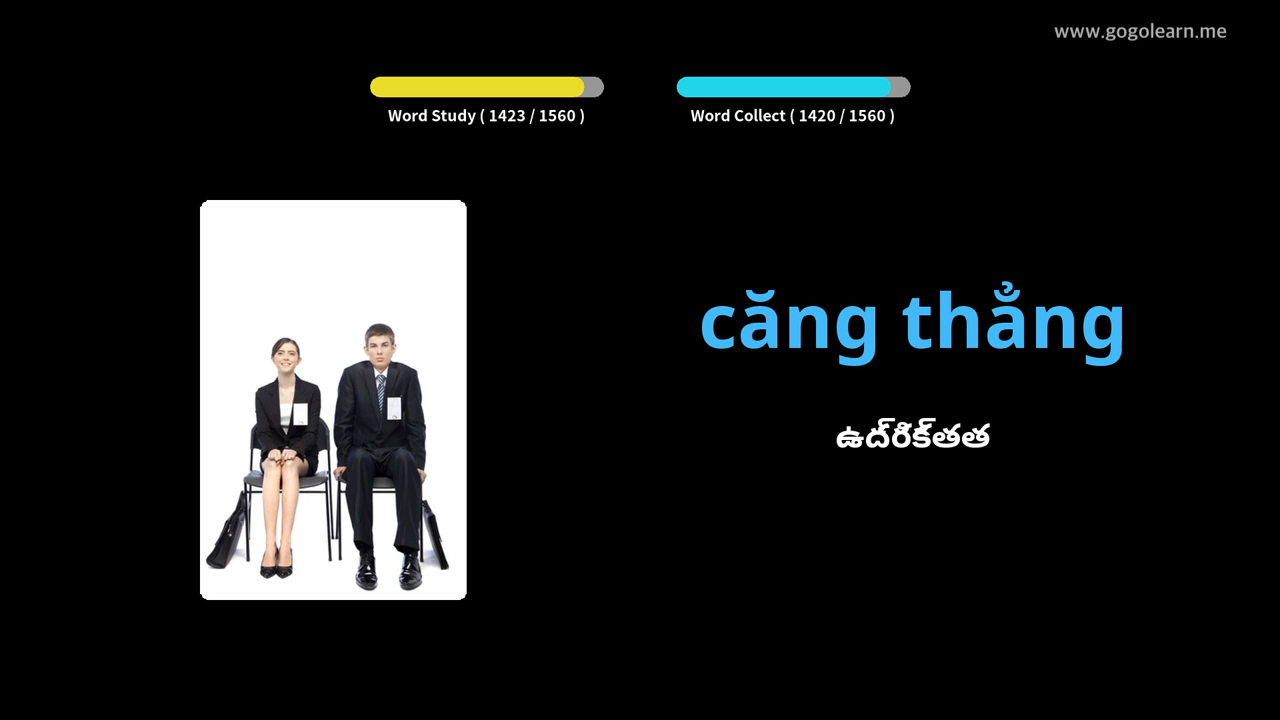 www.gogolearn.me
Word Study ( 1423 / 1560 )
Word Collect ( 1420 / 1560 )
căng thẳng
ఉద్రిక్తత